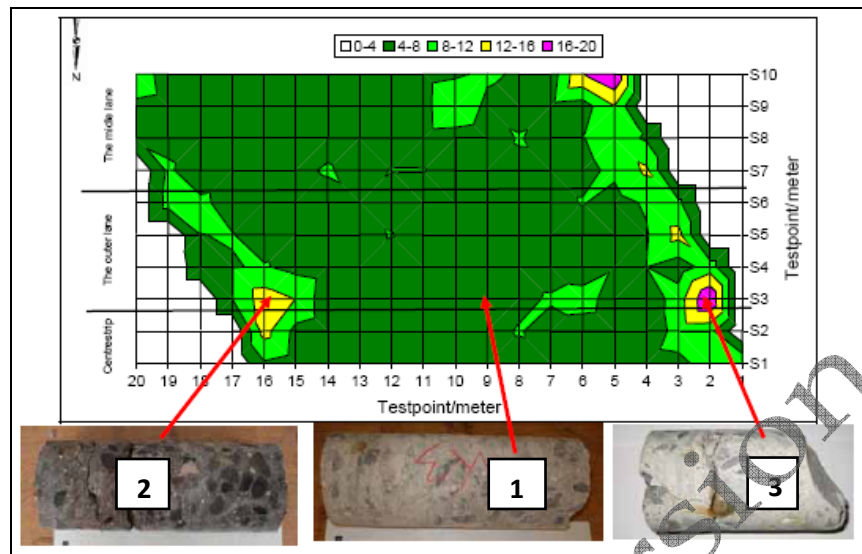 0-4 4-8 8-12 12-16 16-20
N
S10
S9
S8
S7
S6
S5
S4
S3
S2
S1
The midle lane
The outer lane
Centrestrip
Testpoint/meter
20 19 18 17 16 15 14 13 12 11 10 9 8 7 6 5 4 3 2 1
Testpoint/meter
2
1
3